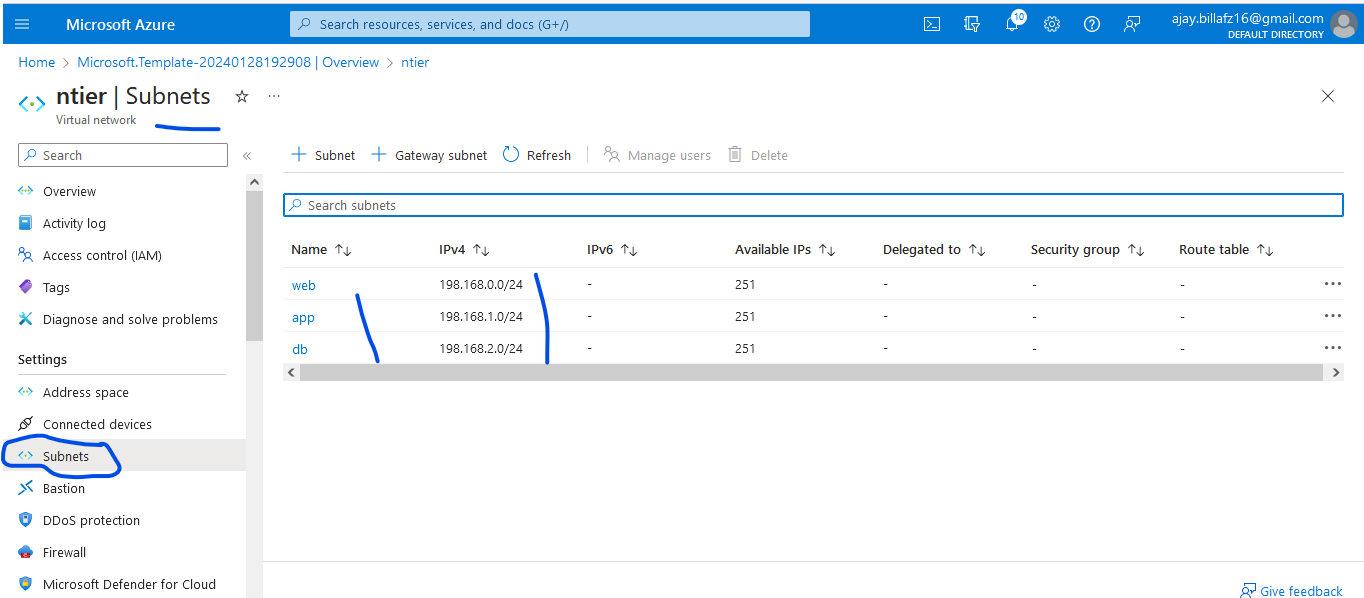 Microsoft Azure
Search resources, services, and docs (G+/)
10
ajay.billafz16@gmail.com
DEFAULT DIRECTORY
Home > Microsoft.Template-20240128192908 | Overview > ntier
ntier | Subnets
Virtual network
Search
Overview
Activity log
Access control (IAM)
Tags
Diagnose and solve problems
Settings
Address space
Connected devices
Subnets
Bastion
DDoS protection
Firewall
Microsoft Defender for Cloud
Subnet Gateway subnet Refresh Manage users Delete
Search subnets
Name IPv4 IPv6 Available IPs Delegated to Security group Route table
web 198.168.0.0/24 - 251 - - -
app 198.168.1.0/24 - 251 - - -
db 198.168.2.0/24 - 251 - - -
Give feedback